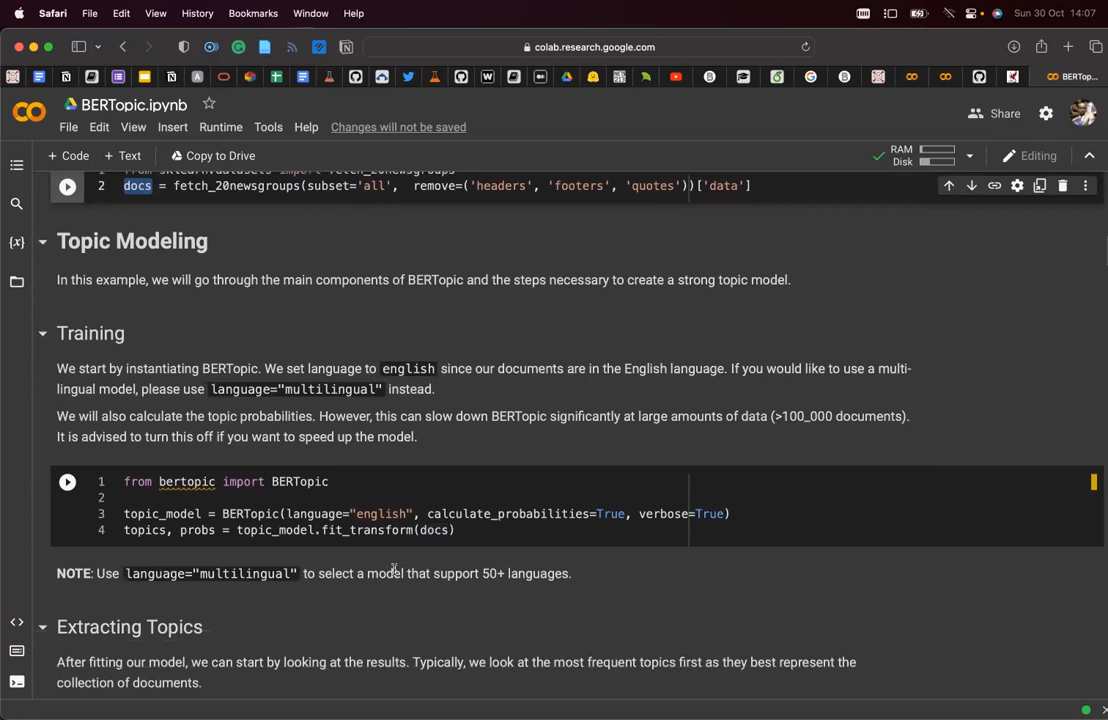 Safari File Edit View History Bookmarks Window Help Sun 30 Oct 14:07
colab.research.google.com
BERTop...
BERTopic.ipynb
File Edit View Insert Runtime Tools Help Changes will not be saved
Share
+ Code + Text Copy to Drive
RAM
Disk
Editing
2 docs = fetch_20newsgroups(subset='all', remove=('headers', 'footers', 'quotes'))['data']
Topic Modeling
In this example, we will go through the main components of BERTopic and the steps necessary to create a strong topic model.
Training
We start by instantiating BERTopic. We set language to english since our documents are in the English language. If you would like to use a multi-
lingual model, please use language="multilingual" instead.
We will also calculate the topic probabilities. However, this can slow down BERTopic significantly at large amounts of data (>100_000 documents).
It is advised to turn this off if you want to speed up the model.
1 from bertopic import BERTopic
2
3 topic_model = BERTopic(language="english", calculate_probabilities=True, verbose=True)
4 topics, probs = topic_model.fit_transform(docs)
NOTE: Use language="multilingual" to select a model that support 50+ languages.
Extracting Topics
After fitting our model, we can start by looking at the results. Typically, we look at the most frequent topics first as they best represent the
collection of documents.